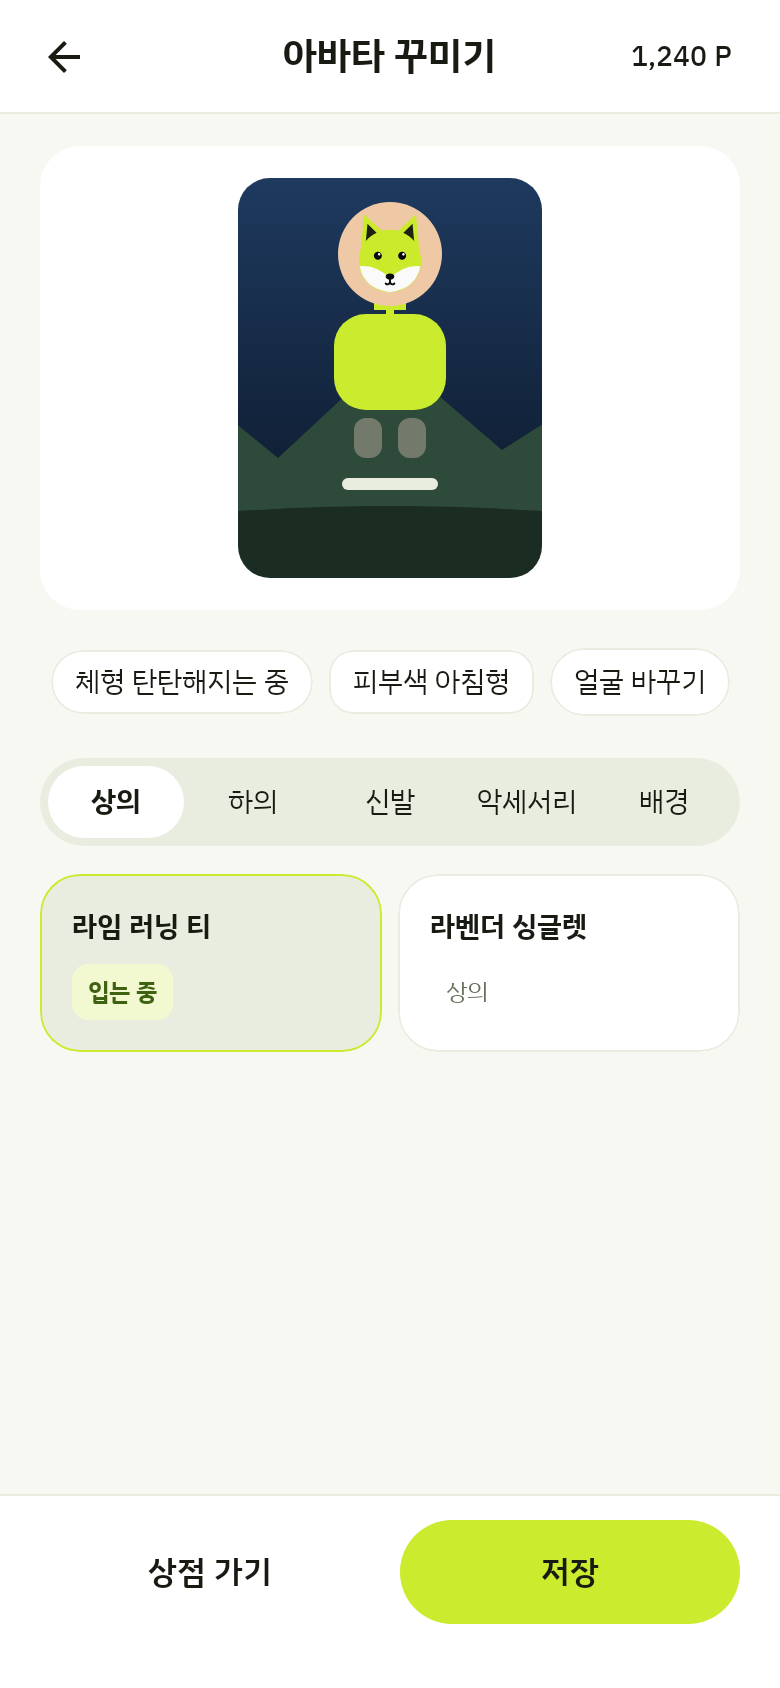 아바타 꾸미기
1,240 P
체형 탄탄해지는 중
피부색 아침형
얼굴 바꾸기
상의
하의
신발
악세서리
배경
라임 러닝 티
입는 중
라벤더 싱글렛
상의
상점 가기
저장